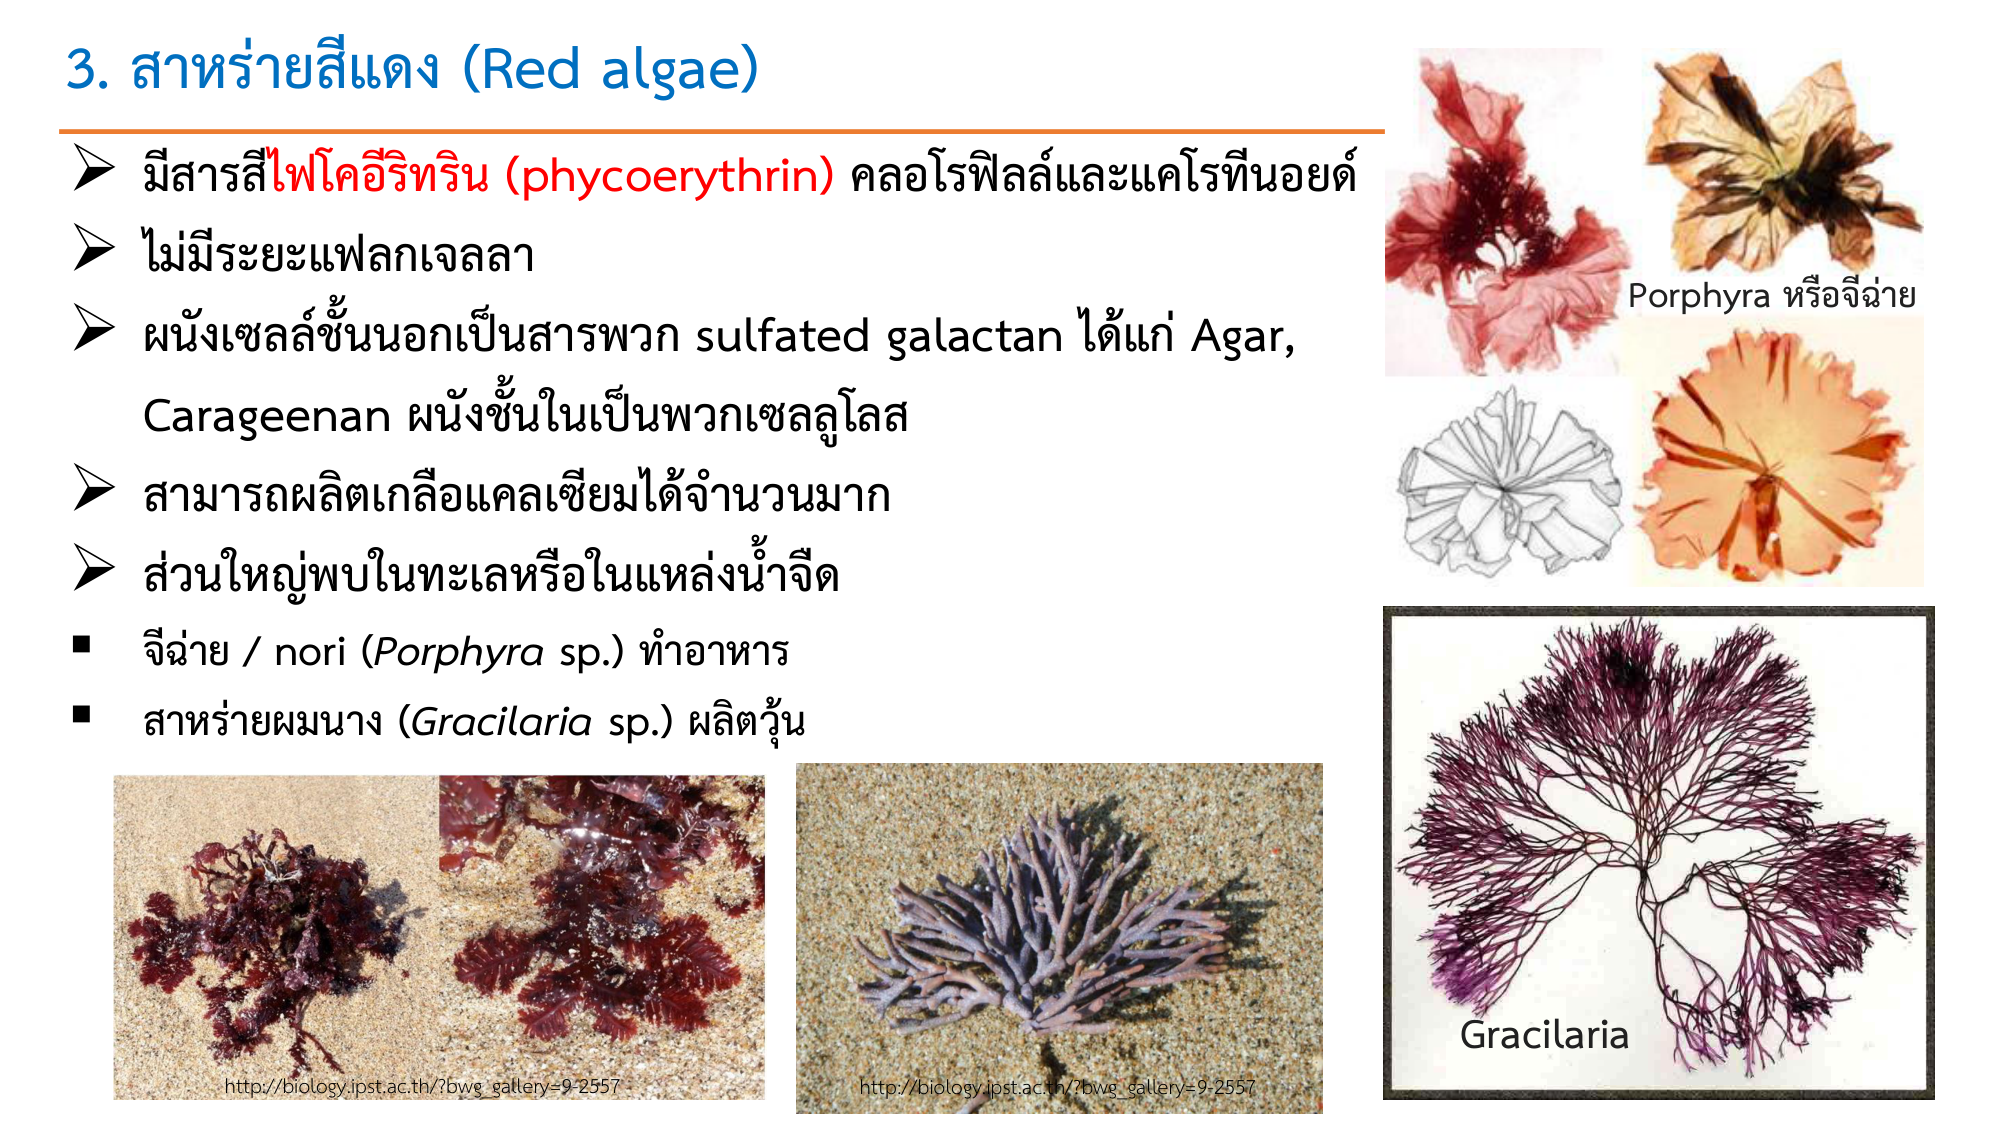 3. สาหร่ายสีแดง (Red algae)
มีสารสีไฟโคอีริทริน (phycoerythrin) คลอโรฟิลล์และแคโรทีนอยด์
ไม่มีระยะแฟลกเจลลา
ผนังเซลล์ชั้นนอกเป็นสารพวก sulfated galactan ได้แก่ Agar,
Carageenan ผนังชั้นในเป็นพวกเซลลูโลส
สามารถผลิตเกลือแคลเซียมได้จำนวนมาก
ส่วนใหญ่พบในทะเลหรือในแหล่งน้ำจืด
จีฉ่าย / nori (Porphyra sp.) ทำอาหาร
สาหร่ายผมนาง (Gracilaria sp.) ผลิตวุ้น
Porphyra หรือจีฉ่าย
Gracilaria
http://biology.ipst.ac.th/?bwg_gallery=9-2557
http://biology.ipst.ac.th/?bwg_gallery=9-2557